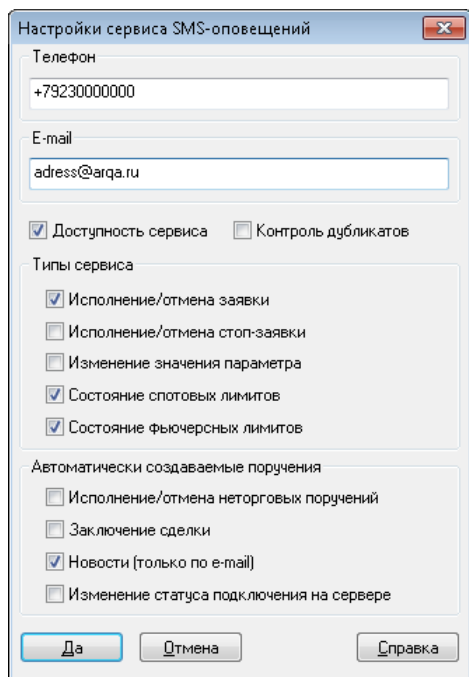 Настройки сервиса SMS-оповещений
Телефон
+79230000000
E-mail
adress@arqa.ru
Доступность сервиса Контроль дубликатов
Типы сервиса
Исполнение/отмена заявки
Исполнение/отмена стоп-заявки
Изменение значения параметра
Состояние спотовых лимитов
Состояние фьючерсных лимитов
Автоматически создаваемые поручения
Исполнение/отмена неторговых поручений
Заключение сделки
Новости (только по e-mail)
Изменение статуса подключения на сервере
Да Отмена Справка